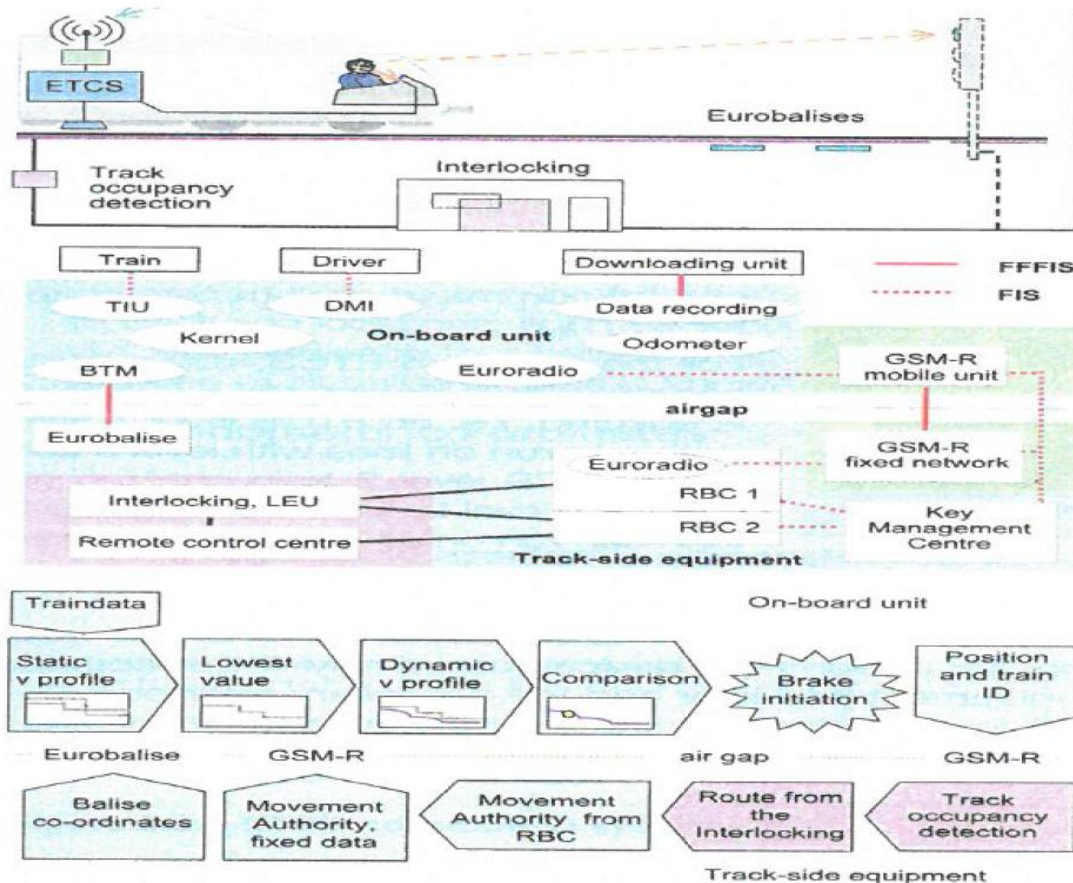 ETCS
Eurobalises
Track
occupancy
detection
Interlocking
Train
Driver
Downloading unit
FFFIS
FIS
TIU
DMI
Data recording
Kernel
On-board unit
Odometer
BTM
Euroradio
GSM-R
mobile unit
airgap
Eurobalise
Euroradio
GSM-R
fixed network
Interlocking, LEU
RBC 1
RBC 2
Key
Management
Centre
Remote control centre
Track-side equipment
Traindata
On-board unit
Static
v profile
Lowest
value
Dynamic
v profile
Comparison
Brake
initiation
Position
and train
ID
Eurobalise
GSM-R
air gap
GSM-R
Balise
co-ordinates
Movement
Authority,
fixed data
Movement
Authority from
RBC
Route from
the
Interlocking
Track
occupancy
detection
Track-side equipment